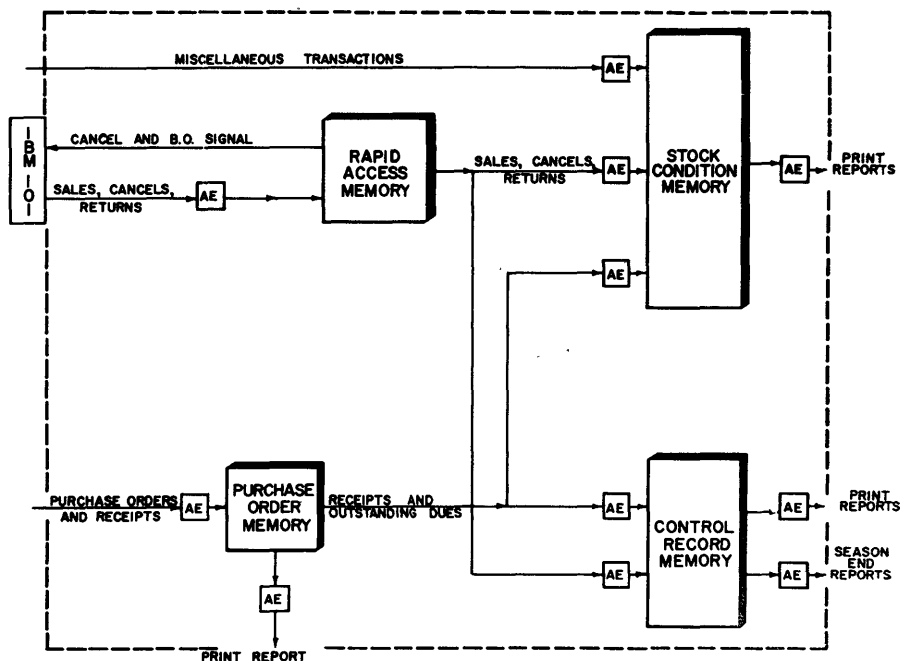 MISCELLANEOUS TRANSACTIONS
AE
STOCK
CONDITION
MEMORY
AE
PRINT
REPORTS
IBM 101
CANCEL AND B.O. SIGNAL
SALES, CANCELS,
RETURNS
AE
RAPID
ACCESS
MEMORY
SALES, CANCELS,
RETURNS
AE
AE
PURCHASE ORDERS
AND RECEIPTS
AE
PURCHASE
ORDER
MEMORY
RECEIPTS AND
OUTSTANDING DUES
AE
AE
CONTROL
RECORD
MEMORY
AE
PRINT
REPORTS
AE
SEASON
END
REPORTS
AE
PRINT REPORT